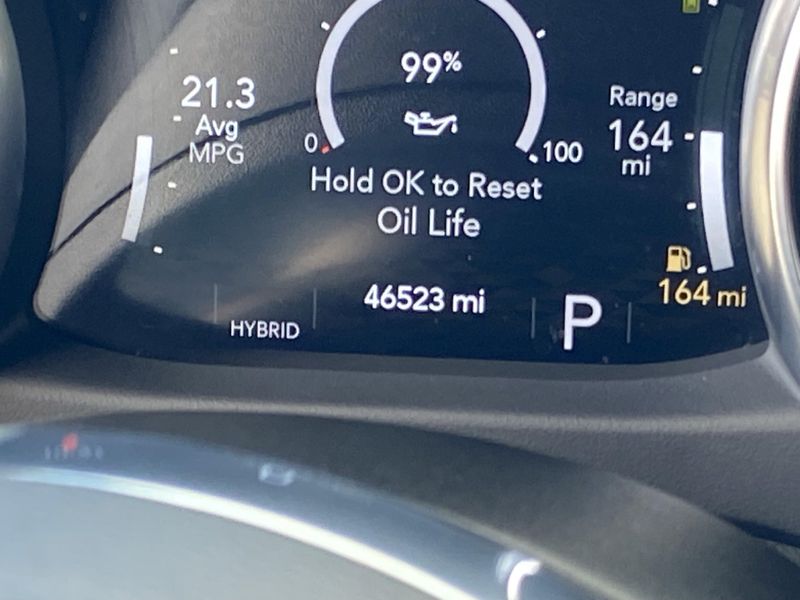 99%
21.3
Avg
MPG
Range
164
mi
0
100
Hold OK to Reset
Oil Life
46523 mi
HYBRID
P
164 mi